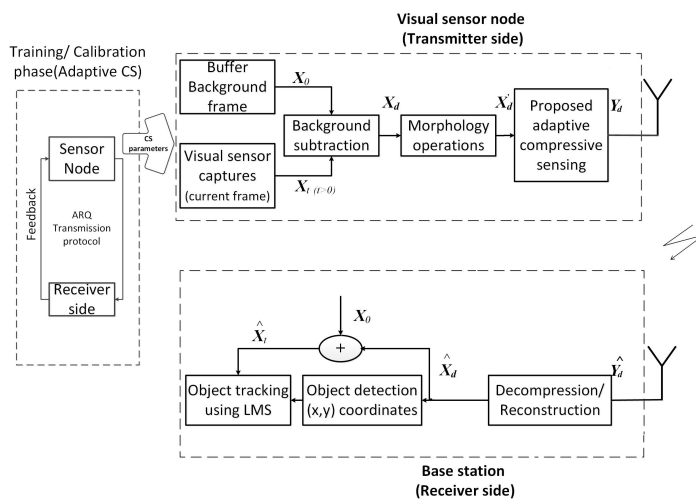 Visual sensor node
(Transmitter side)
Training/ Calibration
phase(Adaptive CS)
Sensor
Node
Feedback
ARQ
Transmission
protocol
Receiver
side
CS
parameters
Buffer
Background
frame
X0
Visual sensor
captures
(current frame)
Xt (t>0)
Background
subtraction
Xd
Morphology
operations
X'd
Proposed
adaptive
compressive
sensing
Yd
X0
X̂t
+
X̂d
Ŷd
Object tracking
using LMS
Object detection
(x,y) coordinates
Decompression/
Reconstruction
Base station
(Receiver side)